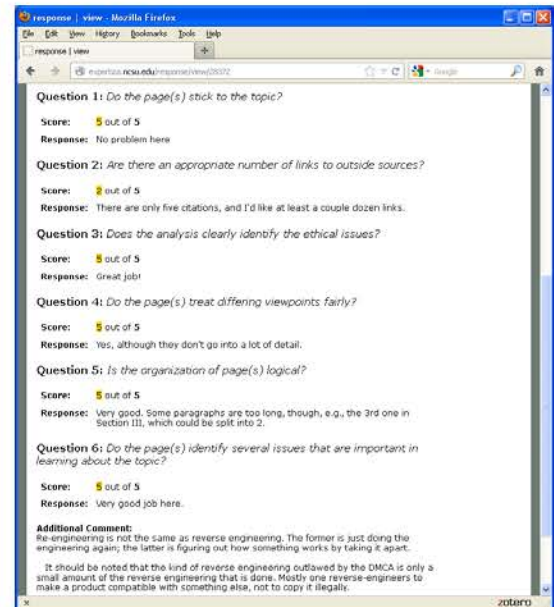 response | view - Mozilla Firefox
File Edit View History Bookmarks Tools Help
response | view
expertiza.ncsu.edu/response/view/28372
Google
Question 1: Do the page(s) stick to the topic?
Score: 5 out of 5
Response: No problem here
Question 2: Are there an appropriate number of links to outside sources?
Score: 2 out of 5
Response: There are only five citations, and I'd like at least a couple dozen links.
Question 3: Does the analysis clearly identify the ethical issues?
Score: 5 out of 5
Response: Great job!
Question 4: Do the page(s) treat differing viewpoints fairly?
Score: 5 out of 5
Response: Yes, although they don't go into a lot of detail.
Question 5: Is the organization of page(s) logical?
Score: 5 out of 5
Response: Very good. Some paragraphs are too long, though, e.g., the 3rd one in
Section III, which could be split into 2.
Question 6: Do the page(s) identify several issues that are important in
learning about the topic?
Score: 5 out of 5
Response: Very good job here.
Additional Comment:
Re-engineering is not the same as reverse engineering. The former is just doing the
engineering again; the latter is figuring out how something works by taking it apart.
It should be noted that the kind of reverse engineering outlawed by the DMCA is only a
small amount of the reverse engineering that is done. Mostly one reverse-engineers to
make a product compatible with something else, not to copy it illegally.
zotero